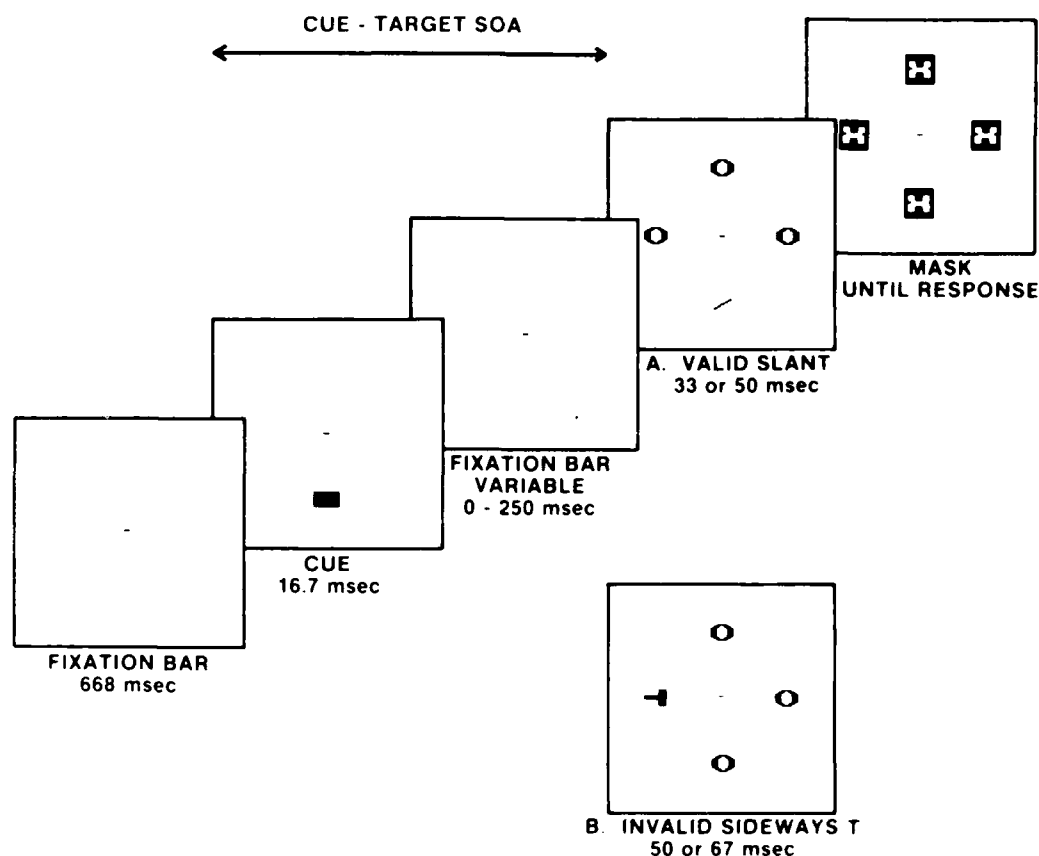 CUE - TARGET SOA
MASK
UNTIL RESPONSE
A. VALID SLANT
33 or 50 msec
FIXATION BAR
VARIABLE
0 - 250 msec
CUE
16.7 msec
FIXATION BAR
668 msec
B. INVALID SIDEWAYS T
50 or 67 msec